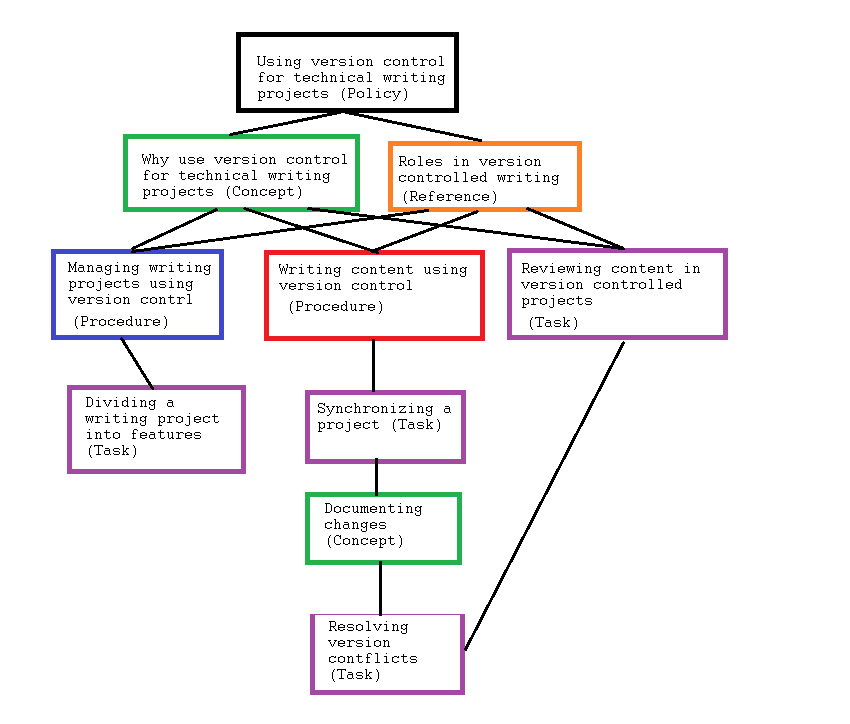 Using version control
for technical writing
projects (Policy)
Why use version control
for technical writing
projects (Concept)
Roles in version
controlled writing
(Reference)
Managing writing
projects using
version contrl
(Procedure)
Writing content using
version control
(Procedure)
Reviewing content in
version controlled
projects
(Task)
Dividing a
writing project
into features
(Task)
Synchronizing a
project (Task)
Documenting
changes
(Concept)
Resolving
version
contflicts
(Task)